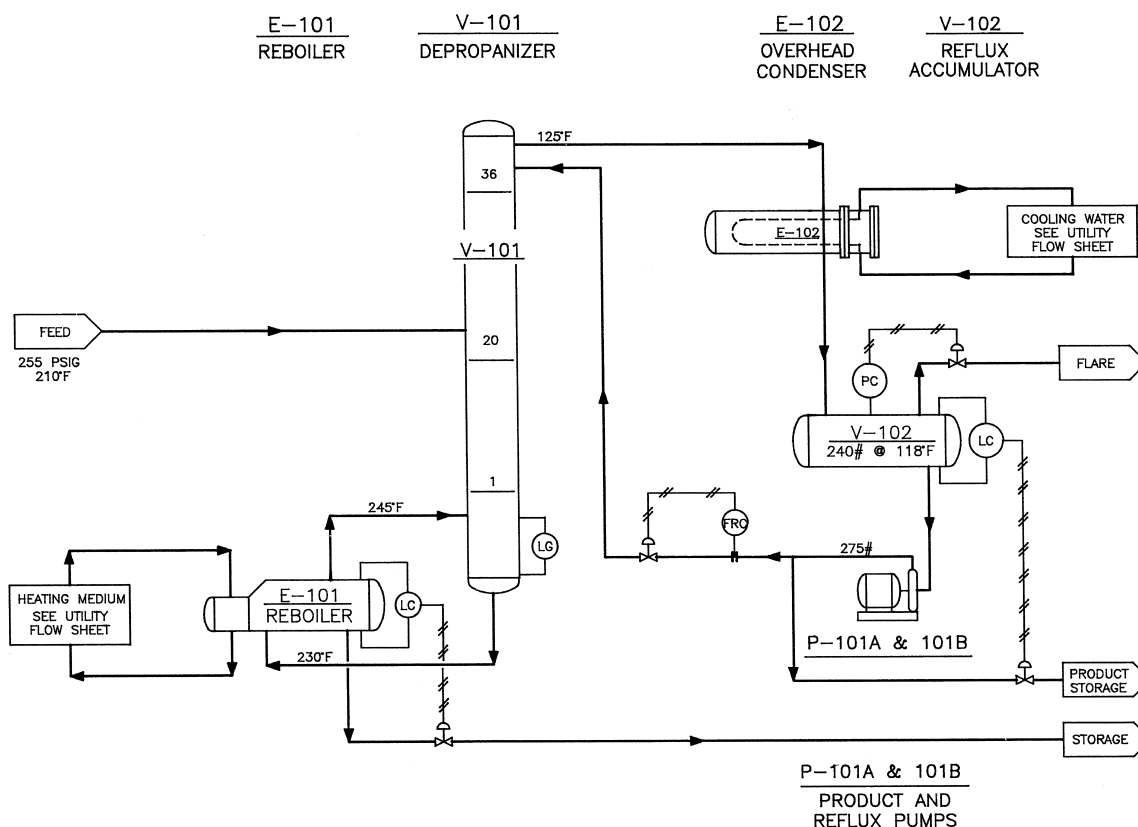 E-101
REBOILER
V-101
DEPROPANIZER
E-102
OVERHEAD
CONDENSER
V-102
REFLUX
ACCUMULATOR
125°F
36
E-102
COOLING WATER
SEE UTILITY
FLOW SHEET
V-101
FEED
255 PSIG
210°F
20
PC
FLARE
V-102
240# @ 118°F
LC
1
245°F
FRC
LG
275#
HEATING MEDIUM
SEE UTILITY
FLOW SHEET
E-101
REBOILER
LC
230°F
P-101A & 101B
PRODUCT
STORAGE
STORAGE
P-101A & 101B
PRODUCT AND
REFLUX PUMPS